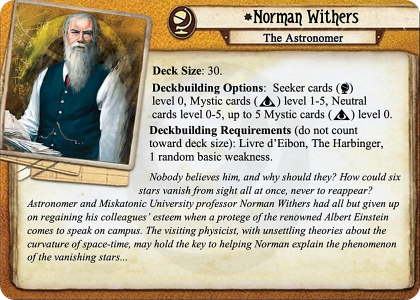 Norman Withers
The Astronomer
Deck Size: 30.
Deckbuilding Options: Seeker cards ( )
level 0, Mystic cards ( ) level 1-5, Neutral
cards level 0-5, up to 5 Mystic cards ( ) level 0.
Deckbuilding Requirements (do not count
toward deck size): Livre d'Eibon, The Harbinger,
1 random basic weakness.
Nobody believes him, and why should they? How could six
stars vanish from sight all at once, never to reappear?
Astronomer and Miskatonic University professor Norman Withers had all but given up
on regaining his colleagues' esteem when a protege of the renowned Albert Einstein
comes to speak on campus. The visiting physicist, with unsettling theories about the
curvature of space-time, may hold the key to helping Norman explain the phenomenon
of the vanishing stars...